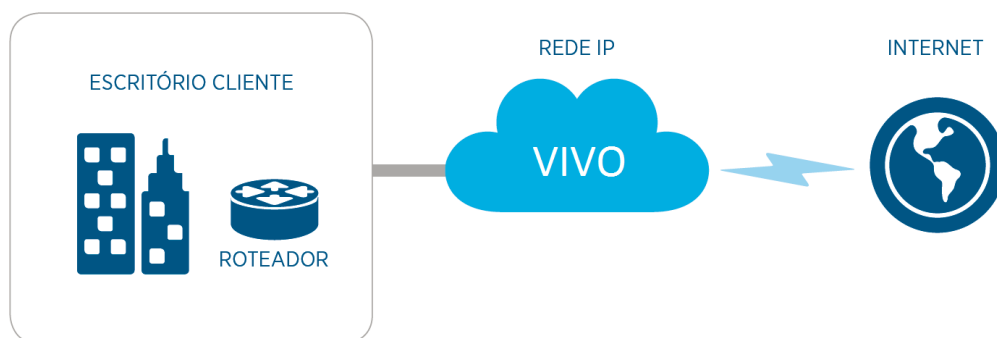 ESCRITÓRIO CLIENTE
ROTEADOR
REDE IP
VIVO
INTERNET